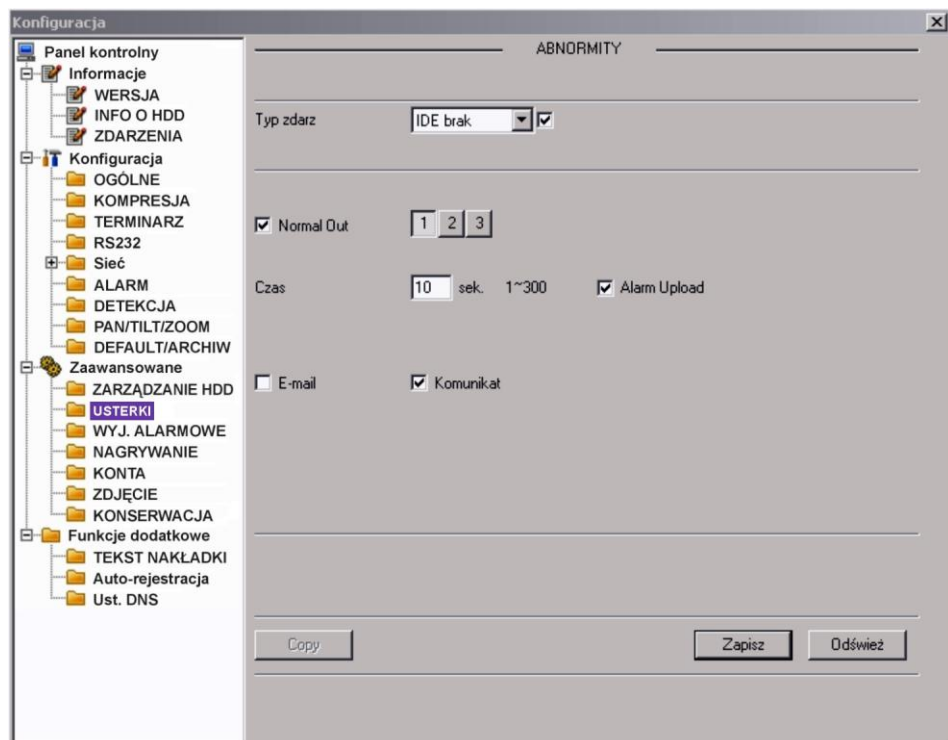 Konfiguracja
Panel kontrolny
Informacje
WERSJA
INFO O HDD
ZDARZENIA
Konfiguracja
OGÓLNE
KOMPRESJA
TERMINARZ
RS232
Sieć
ALARM
DETEKCJA
PAN/TILT/ZOOM
DEFAULT/ARCHIW
Zaawansowane
ZARZĄDZANIE HDD
USTERKI
WYJ. ALARMOWE
NAGRYWANIE
KONTA
ZDJĘCIE
KONSERWACJA
Funkcje dodatkowe
TEKST NAKŁADKI
Auto-rejestracja
Ust. DNS
ABNORMITY
Typ zdarz IDE brak
Normal Out 1 2 3
Czas 10 sek. 1~300 Alarm Upload
E-mail Komunikat
Copy Zapisz Odśwież